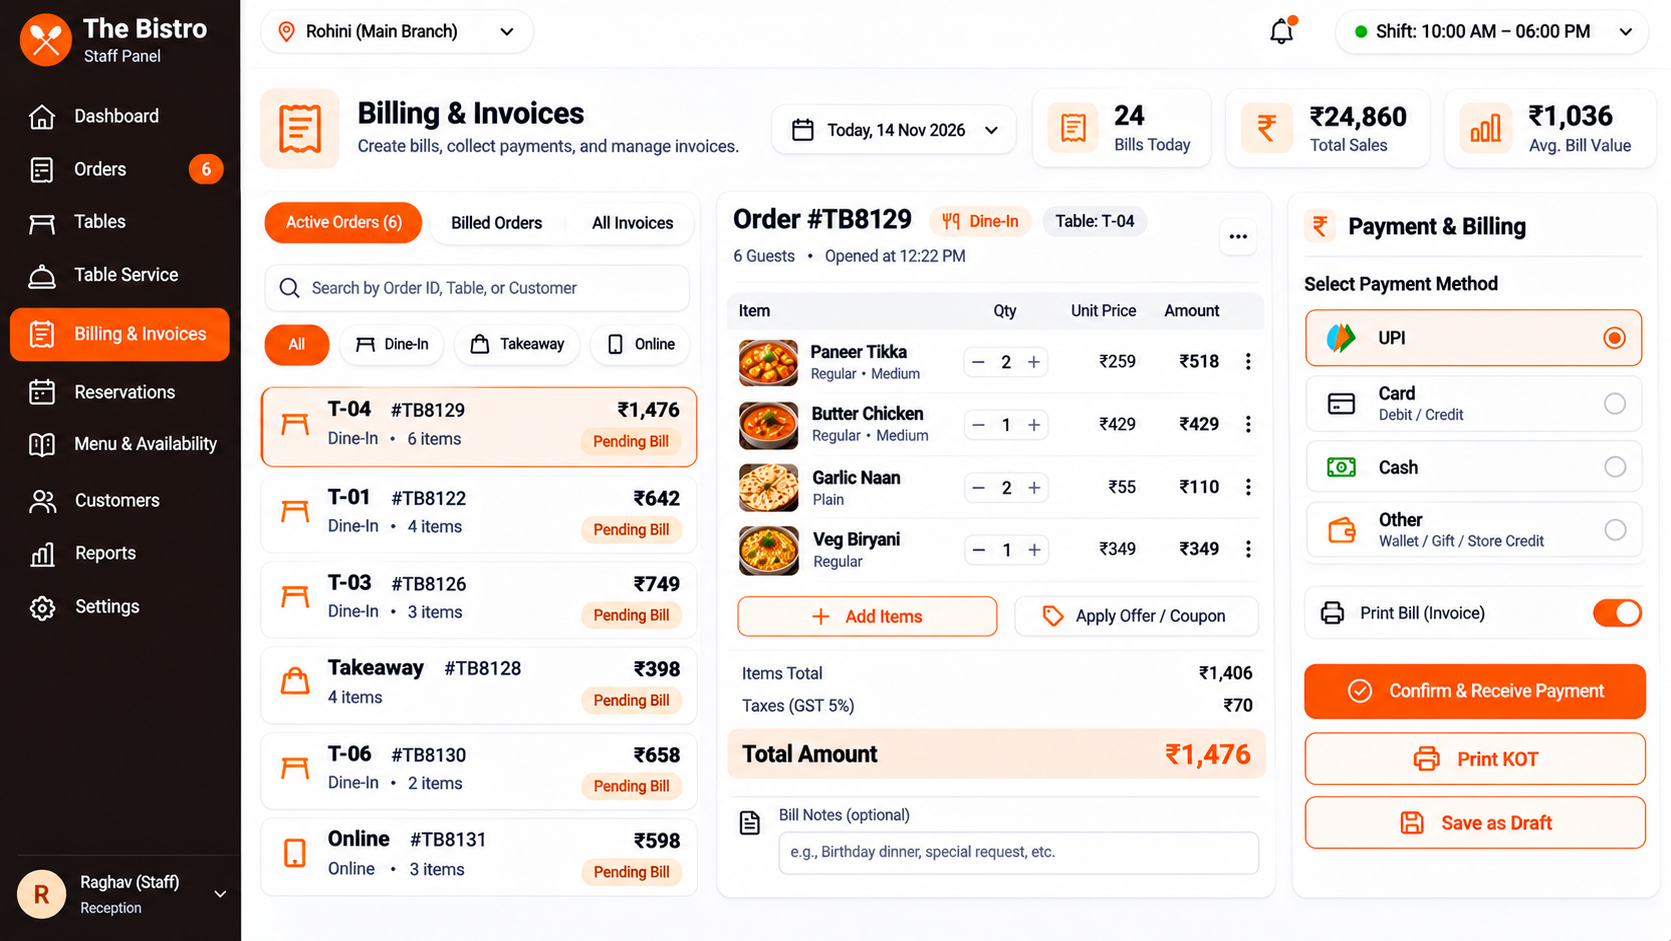 The Bistro
Staff Panel
Dashboard
Orders
6
Tables
Table Service
Billing & Invoices
Reservations
Menu & Availability
Customers
Reports
Settings
R
Raghav (Staff)
Reception
Rohini (Main Branch)
Shift: 10:00 AM – 06:00 PM
Billing & Invoices
Create bills, collect payments, and manage invoices.
Today, 14 Nov 2026
24
Bills Today
₹24,860
Total Sales
₹1,036
Avg. Bill Value
Active Orders (6)
Billed Orders
All Invoices
Search by Order ID, Table, or Customer
All
Dine-In
Takeaway
Online
T-04 #TB8129 ₹1,476
Dine-In • 6 items Pending Bill
T-01 #TB8122 ₹642
Dine-In • 4 items Pending Bill
T-03 #TB8126 ₹749
Dine-In • 3 items Pending Bill
Takeaway #TB8128 ₹398
4 items Pending Bill
T-06 #TB8130 ₹658
Dine-In • 2 items Pending Bill
Online #TB8131 ₹598
Online • 3 items Pending Bill
Order #TB8129 Dine-In Table: T-04
6 Guests • Opened at 12:22 PM
Item Qty Unit Price Amount
Paneer Tikka
Regular • Medium
− 2 + ₹259 ₹518
Butter Chicken
Regular • Medium
− 1 + ₹429 ₹429
Garlic Naan
Plain
− 2 + ₹55 ₹110
Veg Biryani
Regular
− 1 + ₹349 ₹349
+ Add Items
Apply Offer / Coupon
Items Total ₹1,406
Taxes (GST 5%) ₹70
Total Amount ₹1,476
Bill Notes (optional)
e.g., Birthday dinner, special request, etc.
₹ Payment & Billing
Select Payment Method
UPI
Card
Debit / Credit
Cash
Other
Wallet / Gift / Store Credit
Print Bill (Invoice)
Confirm & Receive Payment
Print KOT
Save as Draft